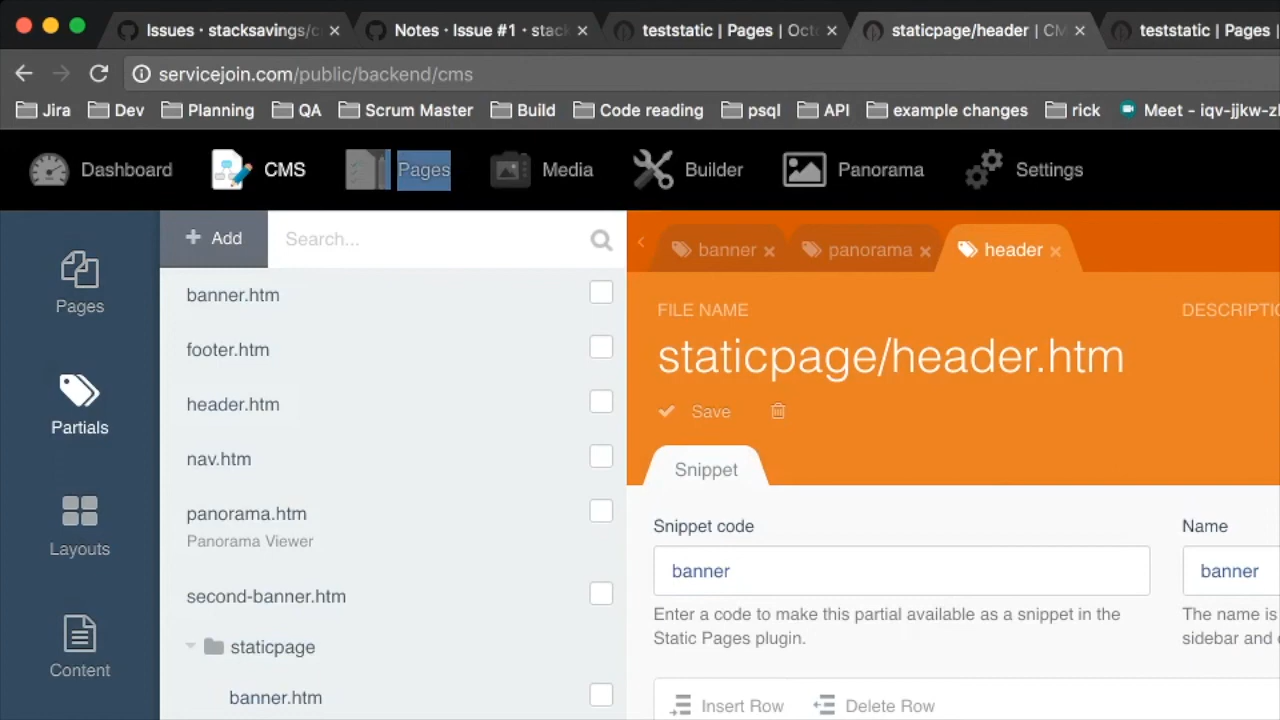 Issues · stacksavings/c
Notes · Issue #1 · stack
teststatic | Pages | Octo
staticpage/header | CM
teststatic | Pages |
servicejoin.com/public/backend/cms
Jira
Dev
Planning
QA
Scrum Master
Build
Code reading
psql
API
example changes
rick
Meet - iqv-jjkw-z
Dashboard
CMS
Pages
Media
Builder
Panorama
Settings
Pages
Partials
Layouts
Content
+ Add
Search...
banner.htm
footer.htm
header.htm
nav.htm
panorama.htm
Panorama Viewer
second-banner.htm
staticpage
banner.htm
banner
panorama
header
FILE NAME
DESCRIPTIO
staticpage/header.htm
Save
Snippet
Snippet code
Name
banner
banner
Enter a code to make this partial available as a snippet in the
Static Pages plugin.
The name is
sidebar and
Insert Row
Delete Row